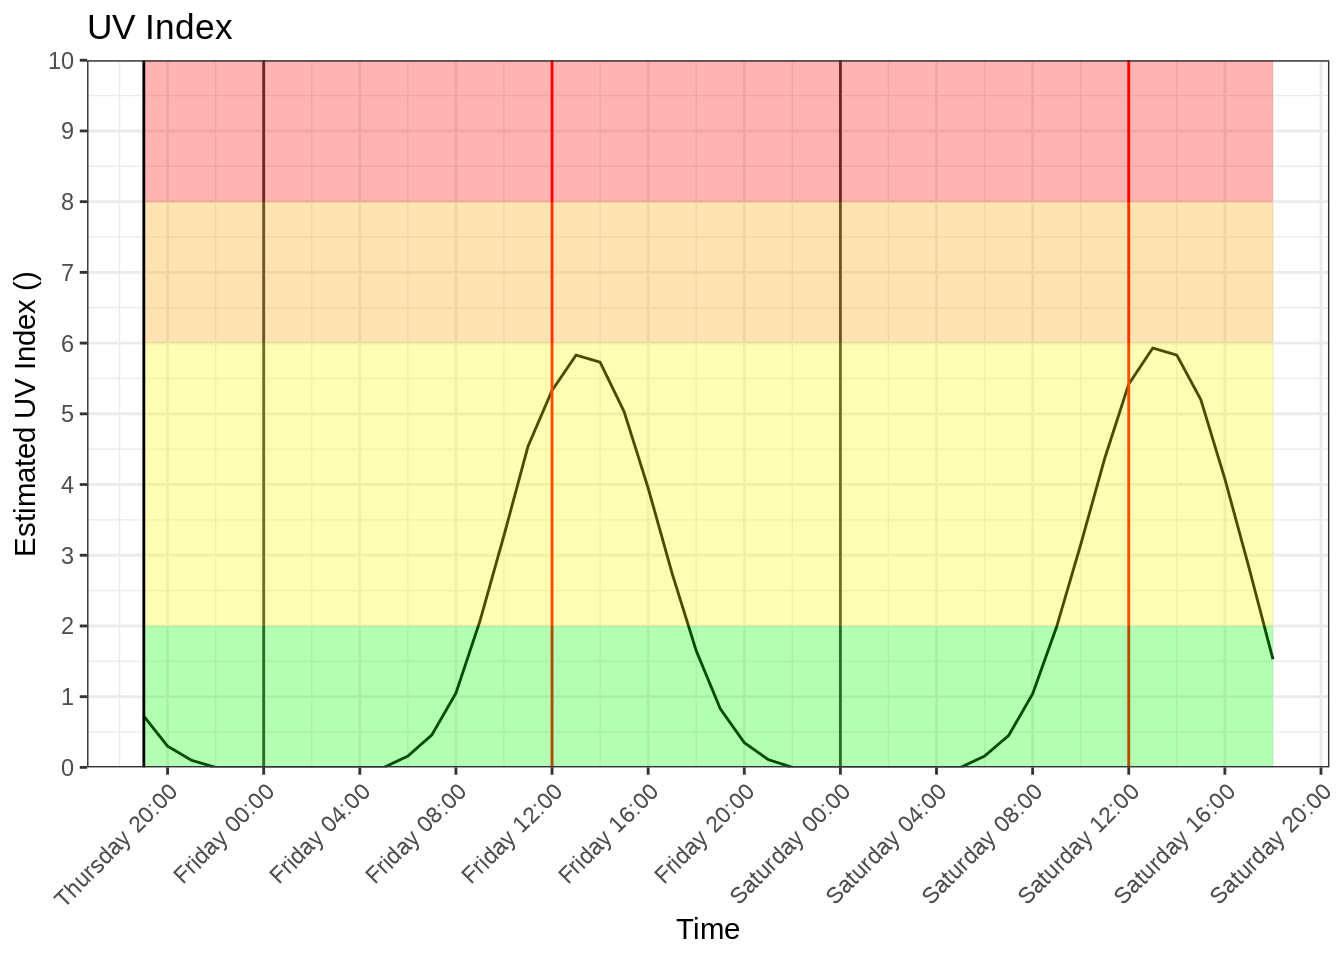 UV Index
Estimated UV Index ()
10
9
8
7
6
5
4
3
2
1
0
Thursday 20:00
Friday 00:00
Friday 04:00
Friday 08:00
Friday 12:00
Friday 16:00
Friday 20:00
Saturday 00:00
Saturday 04:00
Saturday 08:00
Saturday 12:00
Saturday 16:00
Saturday 20:00
Time